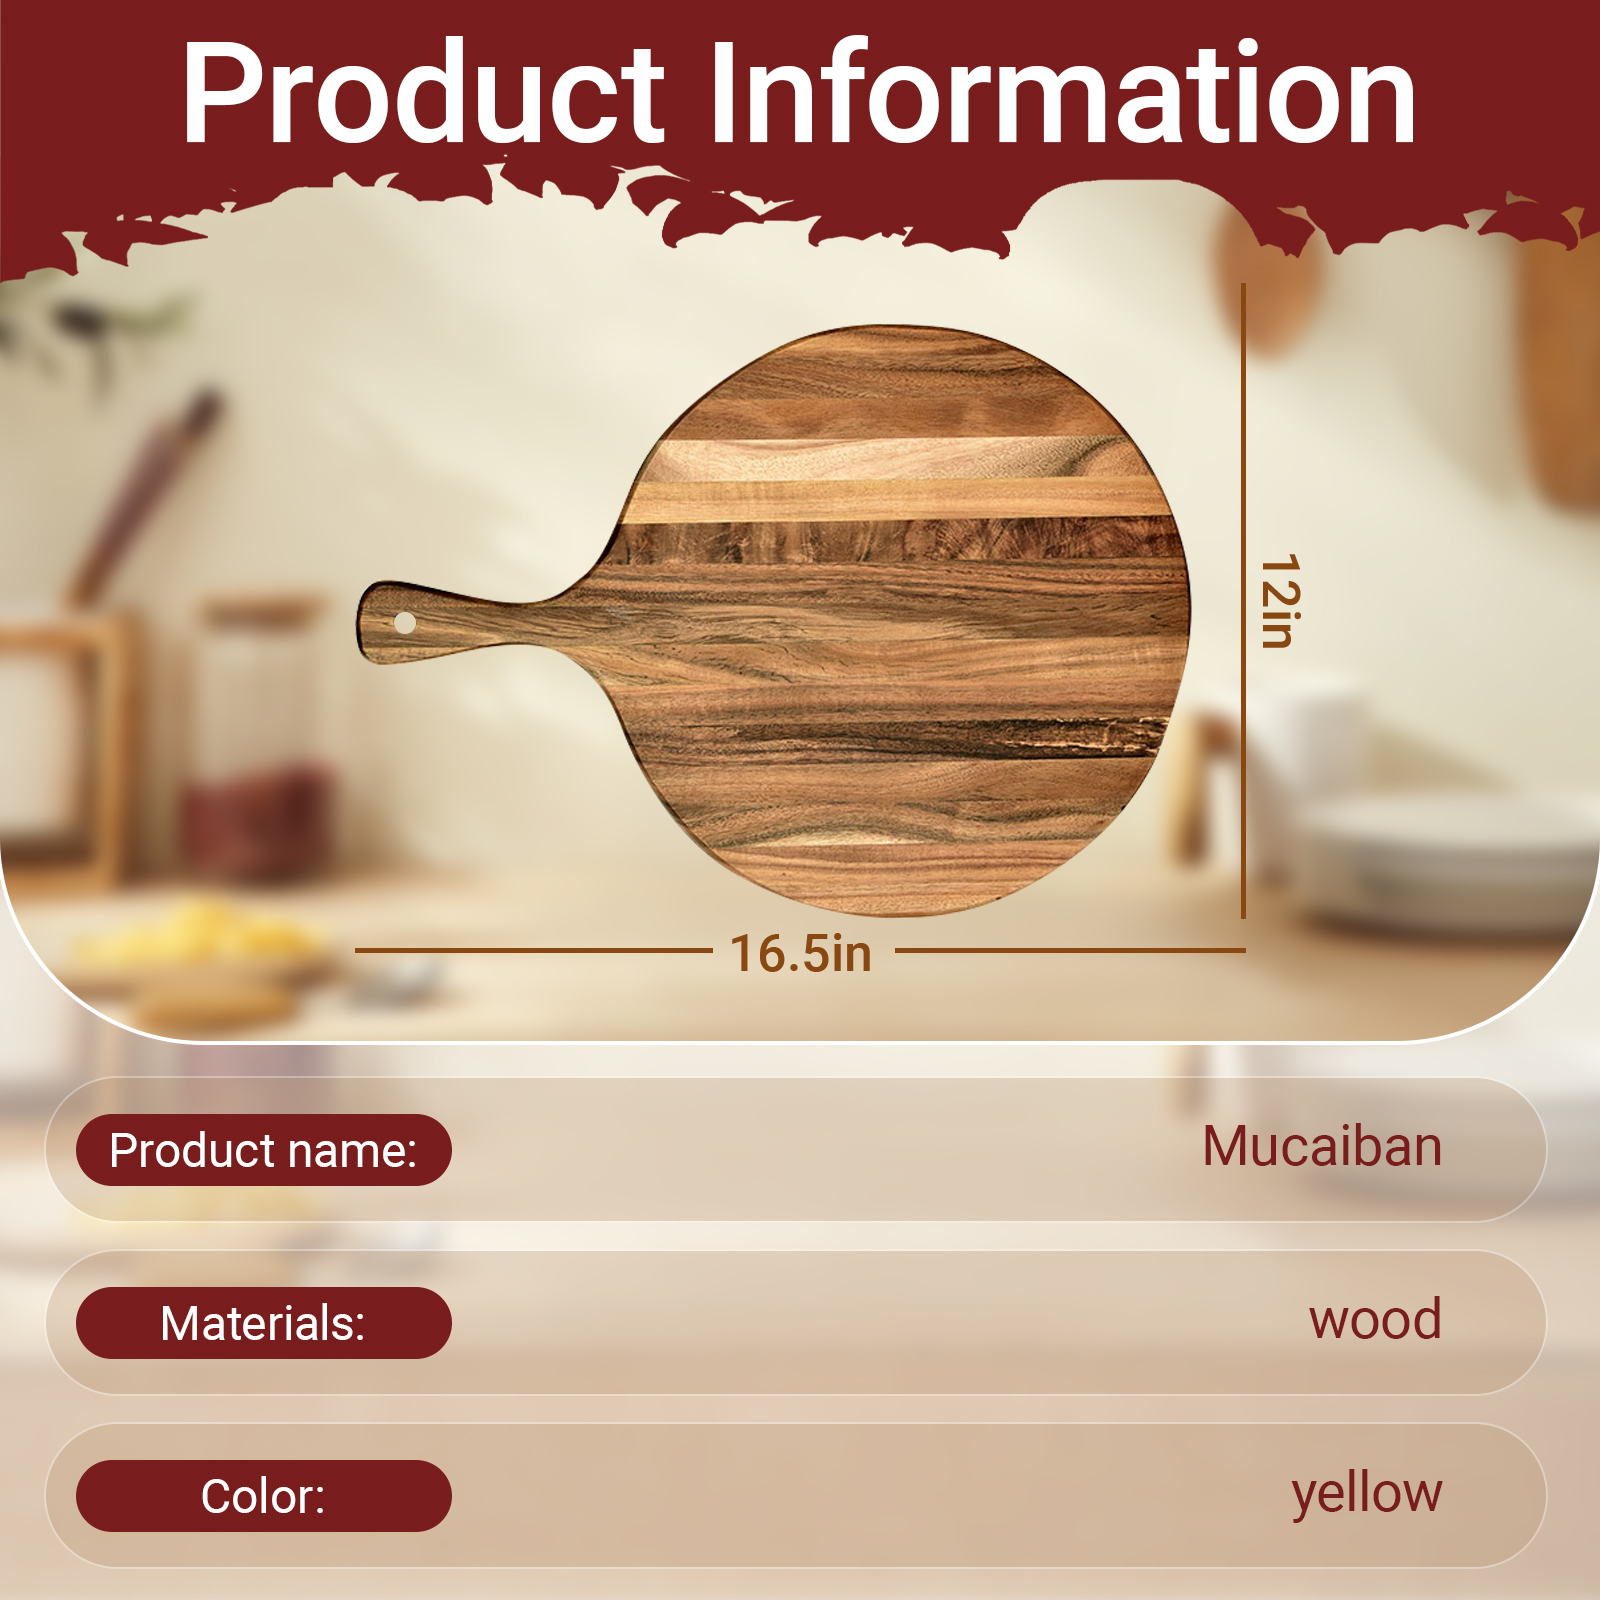 Product Information
12in
16.5in
Product name:
Mucaiban
Materials:
wood
Color:
yellow